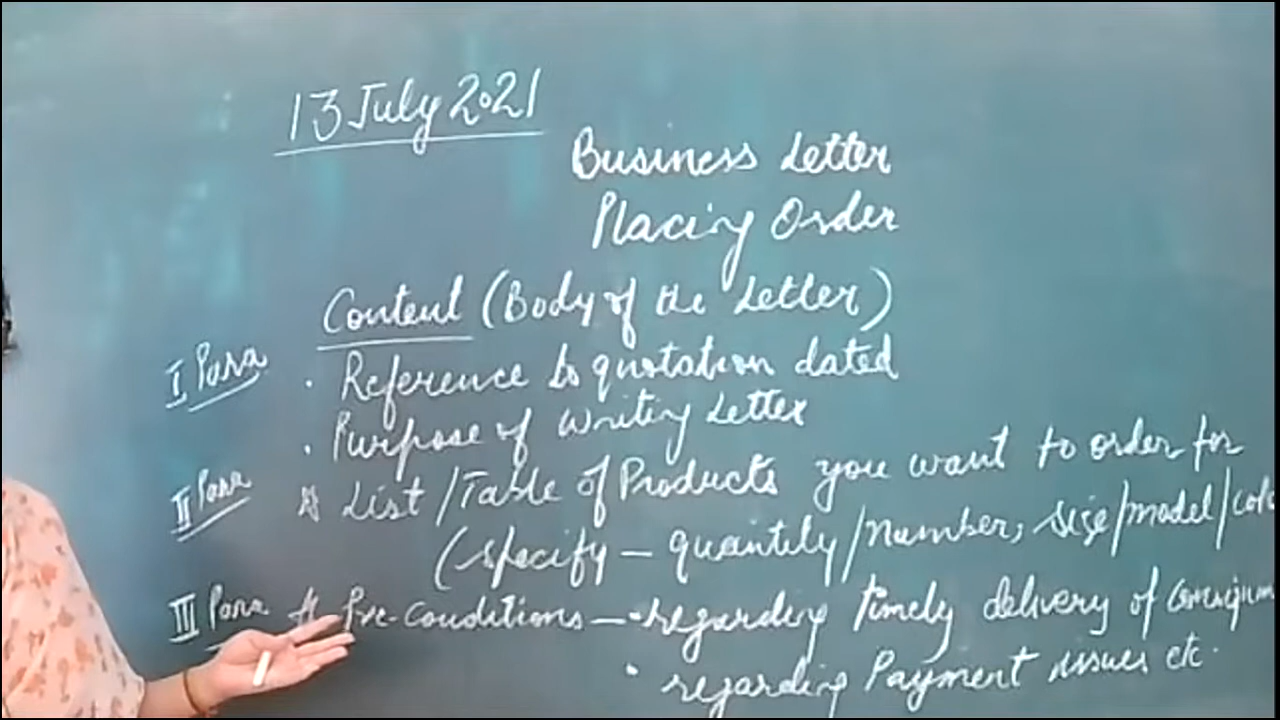 13 July 2021
Business Letter
Placing Order
Content (Body of the Letter)
I Para · Reference to quotation dated
· Purpose of writing Letter
II Para List/Table of Products you want to order for
(specify – quantity/Number, size/model/colo
III Para Pre-Conditions – • regarding timely delivery of consignm
• regarding Payment issues etc.